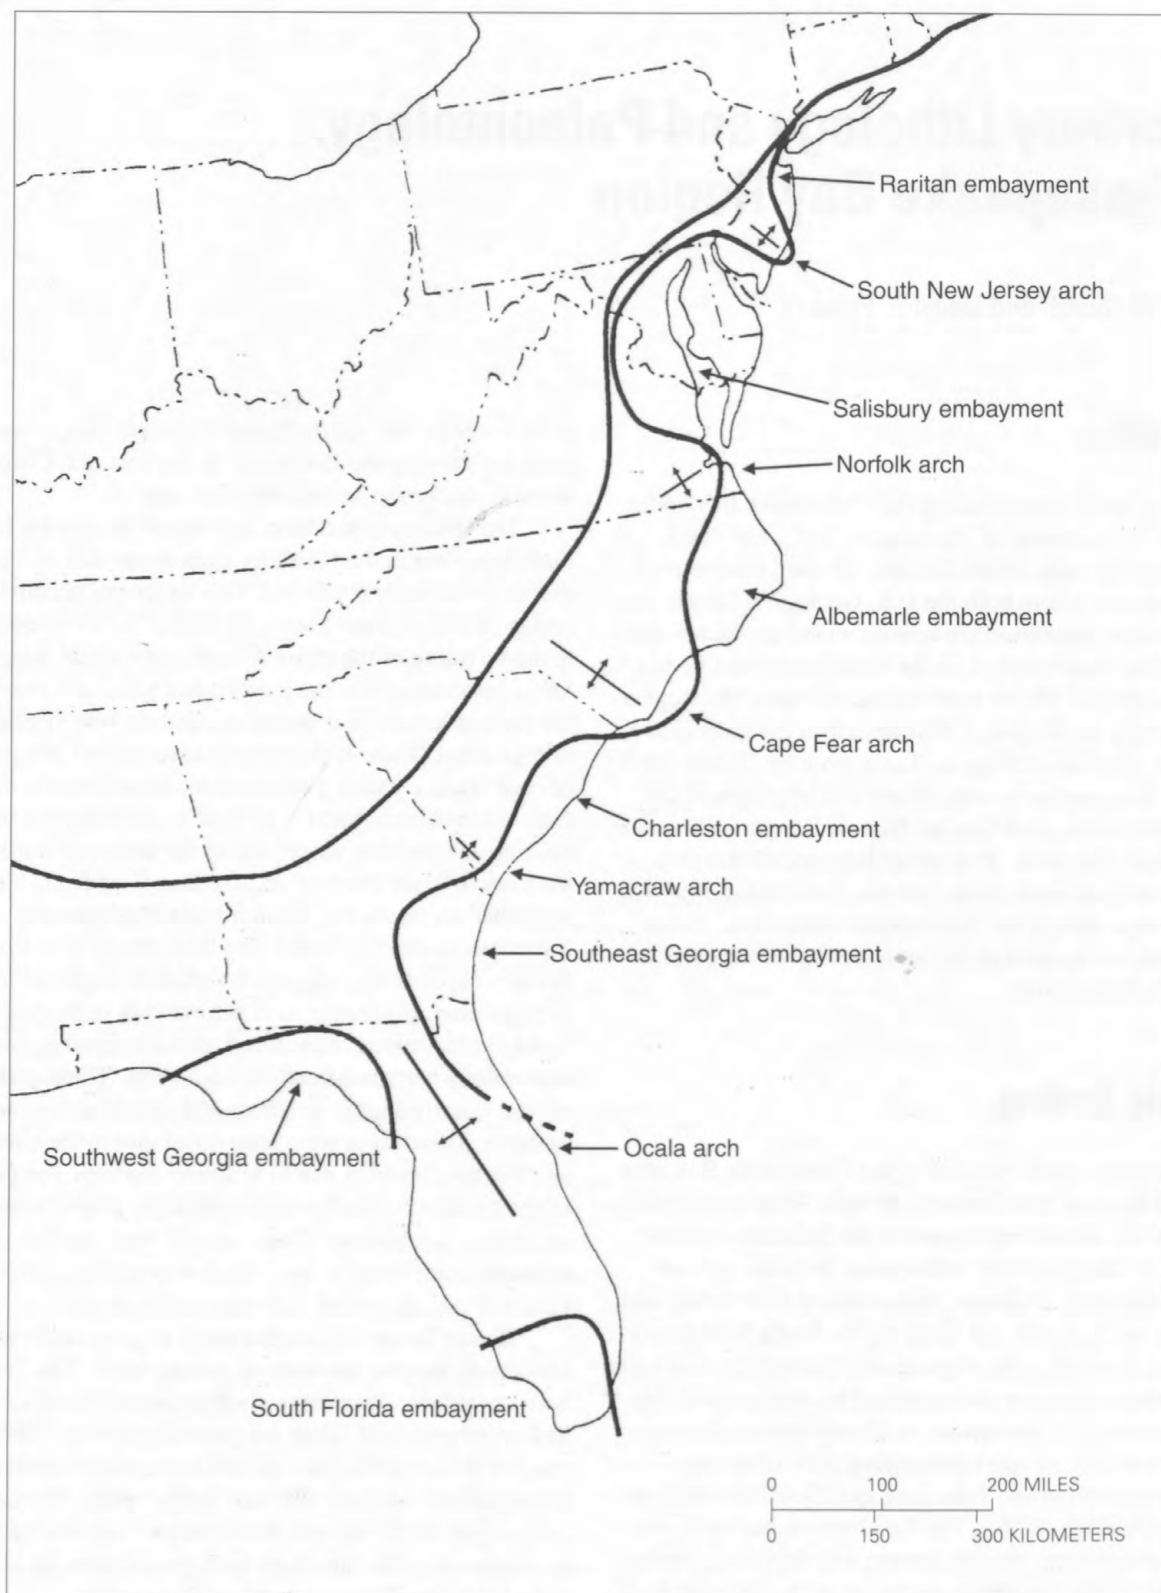 Raritan embayment
South New Jersey arch
Salisbury embayment
Norfolk arch
Albemarle embayment
Cape Fear arch
Charleston embayment
Yamacraw arch
Southeast Georgia embayment
Ocala arch
Southwest Georgia embayment
South Florida embayment
0 100 200 MILES
0 150 300 KILOMETERS